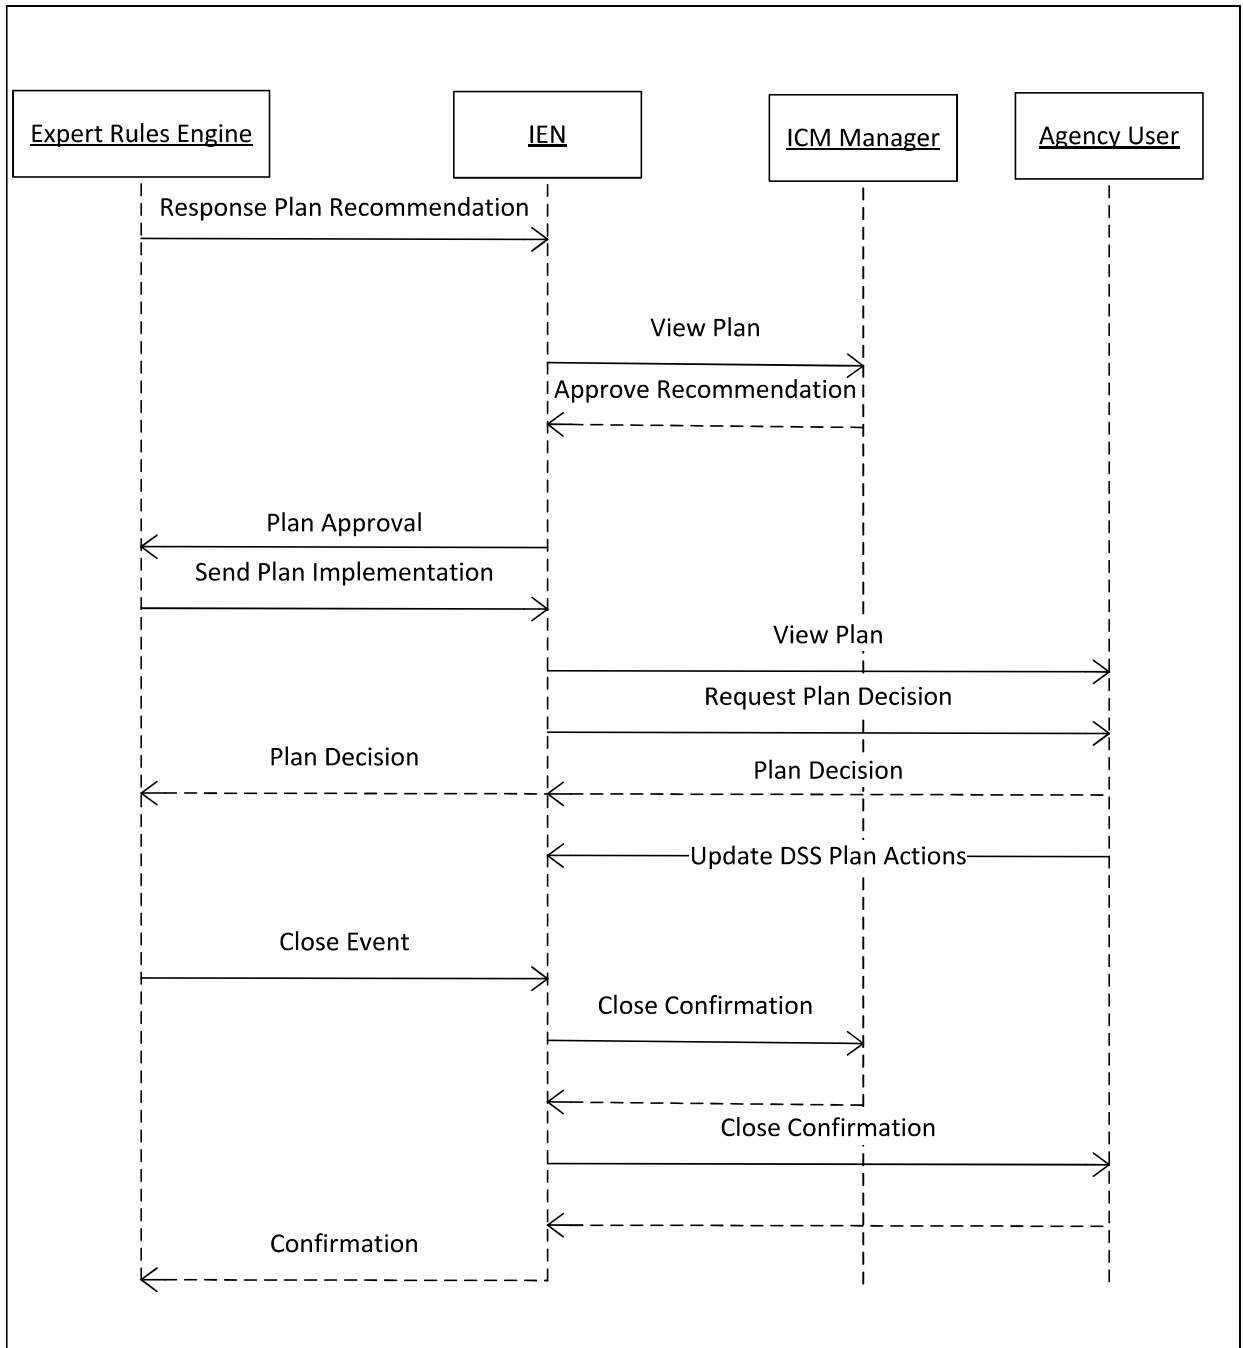 Expert Rules Engine
IEN
ICM Manager
Agency User
Response Plan Recommendation
View Plan
Approve Recommendation
Plan Approval
Send Plan Implementation
View Plan
Request Plan Decision
Plan Decision
Plan Decision
Update DSS Plan Actions
Close Event
Close Confirmation
Close Confirmation
Confirmation